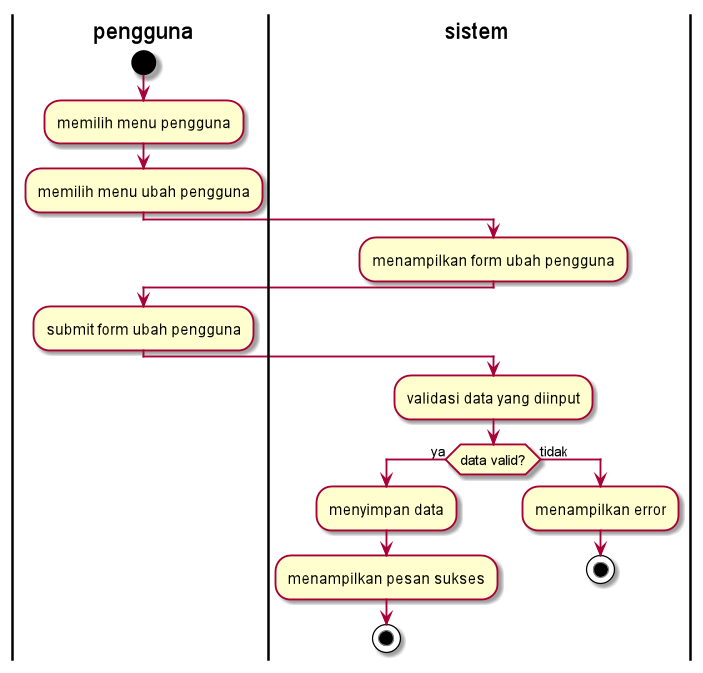 pengguna
sistem
memilih menu pengguna
memilih menu ubah pengguna
menampilkan form ubah pengguna
submit form ubah pengguna
validasi data yang diinput
ya
data valid?
tidak
menyimpan data
menampilkan error
menampilkan pesan sukses